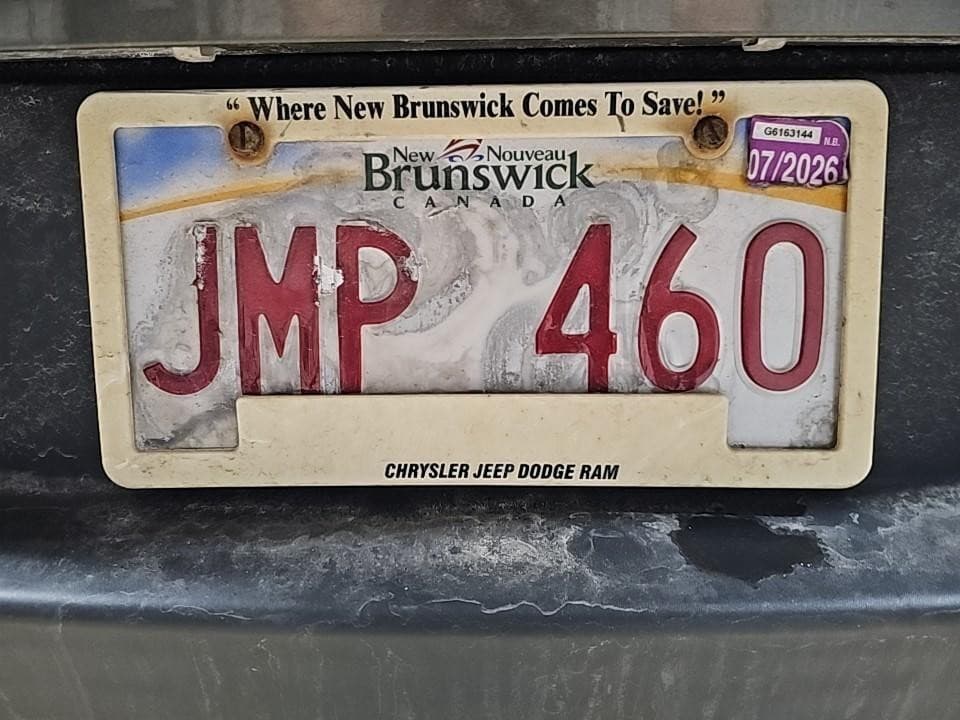 “ Where New Brunswick Comes To Save! ”
G6163144
N.B.
07/2026
New Nouveau
Brunswick
CANADA
JMP 460
CHRYSLER JEEP DODGE RAM